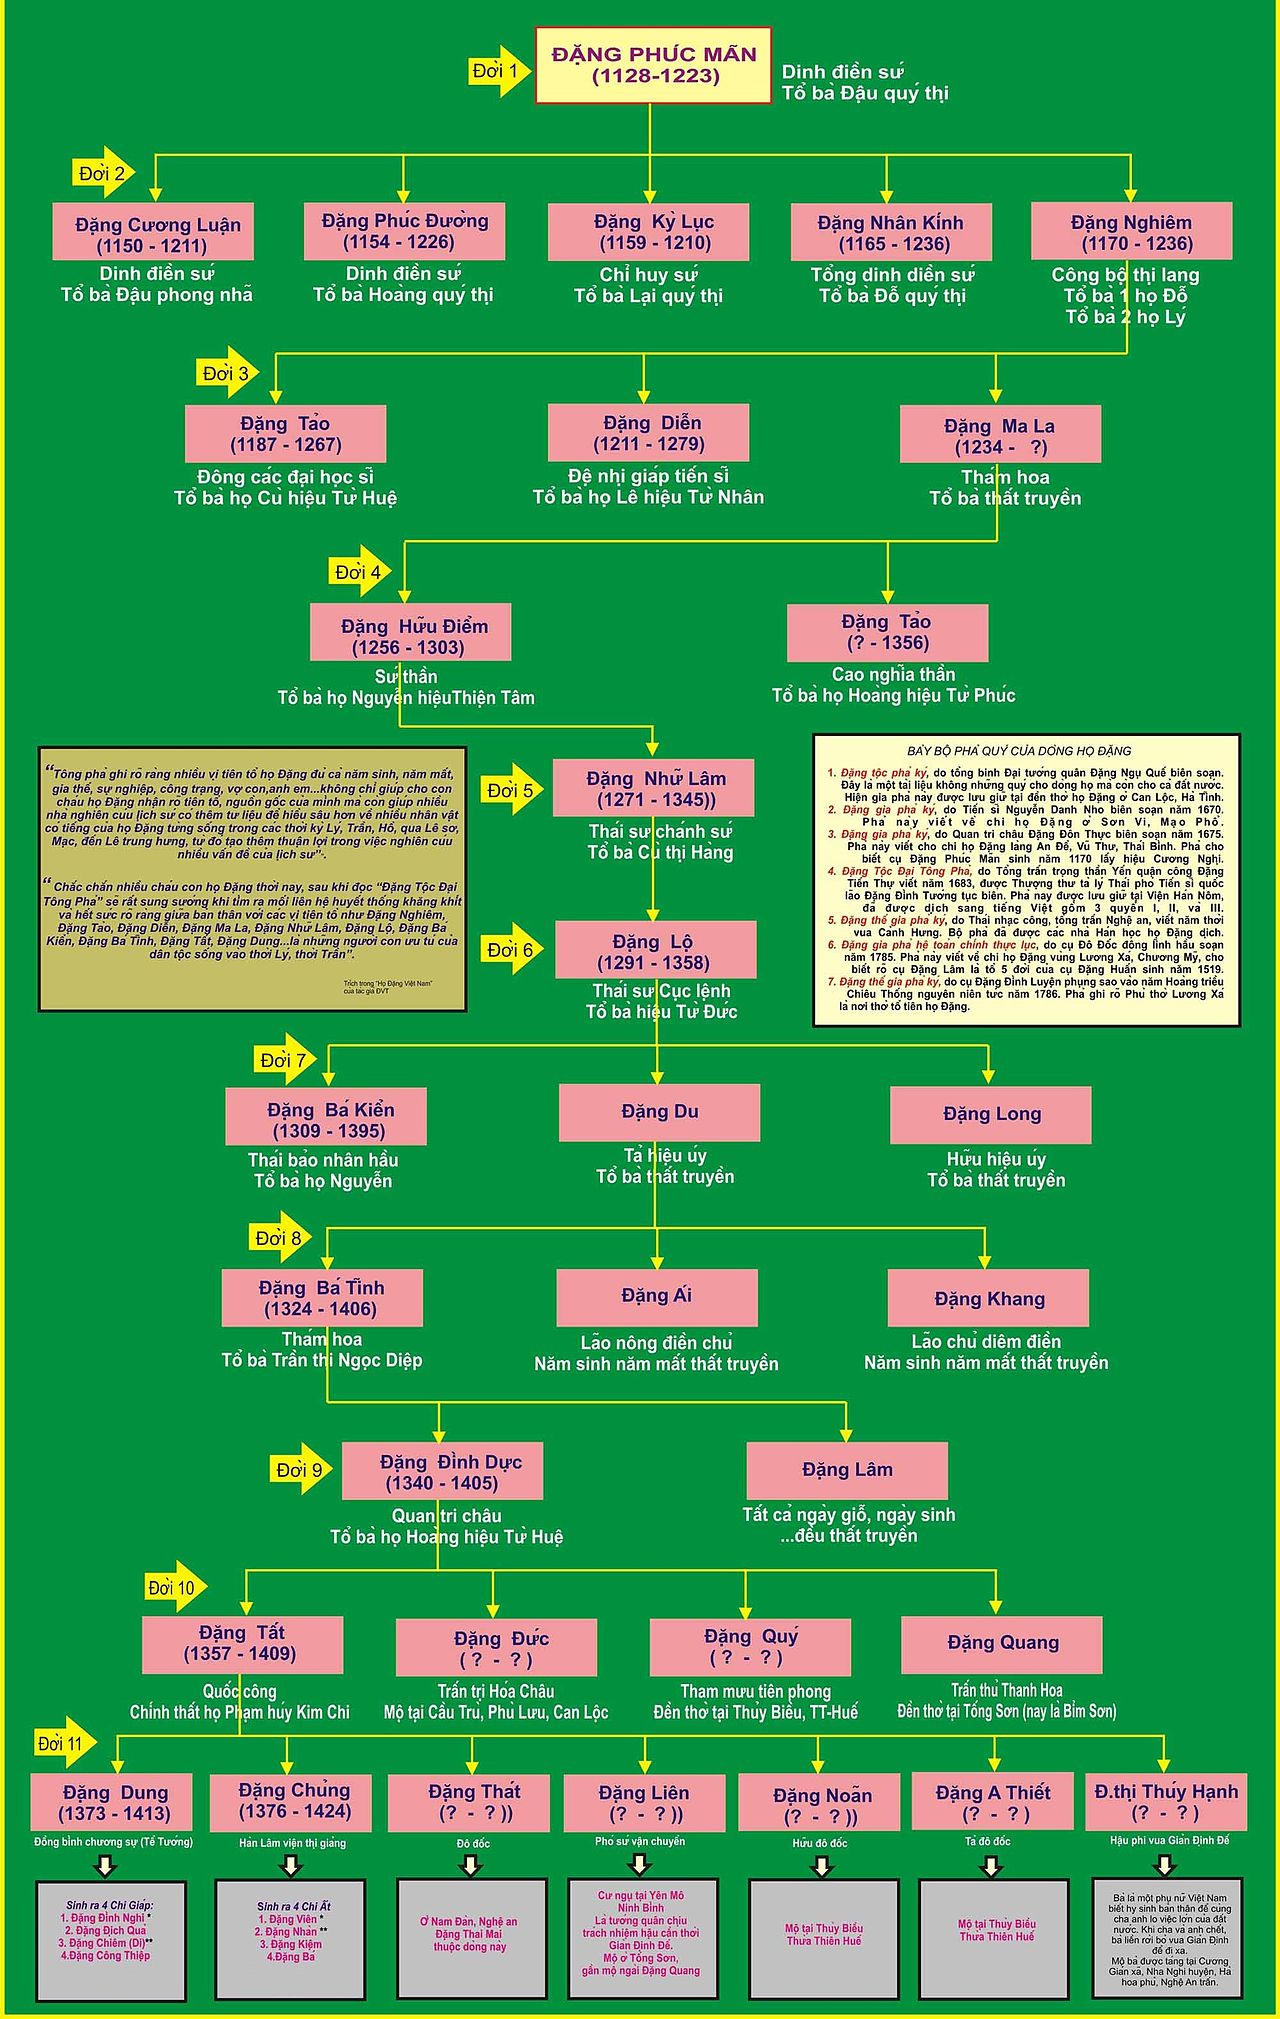 Đời 1
ĐẶNG PHÚC MÃN
(1128-1223)
Dinh điền sứ
Tổ bà Đậu quý thị
Đời 2
Đặng Cương Luận
(1150 - 1211)
Dinh điền sứ
Tổ bà Đậu phong nhã
Đặng Phúc Đường
(1154 - 1226)
Dinh điền sứ
Tổ bà Hoàng quý thị
Đặng Kỳ Lục
(1159 - 1210)
Chỉ huy sứ
Tổ bà Lại quý thị
Đặng Nhân Kính
(1165 - 1236)
Tổng dinh diền sứ
Tổ bà Đỗ quý thị
Đặng Nghiêm
(1170 - 1236)
Công bộ thị lang
Tổ bà 1 họ Đỗ
Tổ bà 2 họ Lý
Đời 3
Đặng Tảo
(1187 - 1267)
Đông các đại học sĩ
Tổ bà họ Cù hiệu Từ Huệ
Đặng Diễn
(1211 - 1279)
Đệ nhị giáp tiến sĩ
Tổ bà họ Lê hiệu Từ Nhân
Đặng Ma La
(1234 - ?)
Thám hoa
Tổ bà thất truyền
Đời 4
Đặng Hữu Điểm
(1256 - 1303)
Sứ thần
Tổ bà họ Nguyễn hiệuThiện Tâm
Đặng Tảo
(? - 1356)
Cao nghĩa thần
Tổ bà họ Hoàng hiệu Từ Phúc
“Tông phả ghi rõ ràng nhiều vị tiên tổ họ Đặng đủ cả năm sinh, năm mất,
gia thế, sự nghiệp, công trạng, vợ con,anh em...không chỉ giúp cho con
cháu họ Đặng nhận rõ tiên tổ, nguồn gốc của mình mà còn giúp nhiều
nhà nghiên cứu lịch sử có thêm tư liệu để hiểu sâu hơn về nhiều nhân vật
có tiếng của họ Đặng từng sống trong các thời kỳ Lý, Trần, Hồ, qua Lê sơ,
Mạc, đến Lê trung hưng, từ đó tạo thêm thuận lợi trong việc nghiên cứu
nhiều vấn đề của lịch sử”.
“ Chắc chắn nhiều cháu con họ Đặng thời nay, sau khi đọc “Đặng Tộc Đại
Tông Phả” sẽ rất sung sướng khi tìm ra mối liên hệ huyết thống khăng khít
và hết sức rõ ràng giữa bản thân với các vị tiên tổ như Đặng Nghiêm,
Đặng Tảo, Đặng Diễn, Đặng Ma La, Đặng Nhữ Lâm, Đặng Lộ, Đặng Bá
Kiển, Đặng Bá Tĩnh, Đặng Tất, Đặng Dung...là những người con ưu tú của
dân tộc sống vào thời Lý, thời Trần”.
Trích trong “Họ Đặng Việt Nam”
của tác giả ĐVT
Đời 5
Đặng Nhữ Lâm
(1271 - 1345))
Thái sư chánh sứ
Tổ bà Cù thị Hàng
BẢY BỘ PHẢ QUÝ CỦA DÒNG HỌ ĐẶNG
1. Đặng tộc phả ký, do tổng binh Đại tướng quân Đặng Ngụ Quế biên soạn.
Đây là một tài liệu không những quý cho dòng họ mà còn cho cả đất nước.
Hiện gia phả này được lưu giữ tại đền thờ họ Đặng ở Can Lộc, Hà Tĩnh.
2. Đặng gia phả ký, do Tiến sĩ Nguyễn Danh Nho biên soạn năm 1670.
Phả này viết về chi họ Đặng ở Sơn Vi, Mạo Phổ.
3. Đặng gia phả ký, do Quan tri châu Đặng Đôn Thực biên soạn năm 1675.
Phả này viết cho chi họ Đặng làng An Để, Vũ Thư, Thái Bình. Phả cho
biết cụ Đặng Phúc Mãn sinh năm 1170 lấy hiệu Cương Nghị.
4. Đặng Tộc Đại Tông Phả, do Tổng trấn trọng thần Yến quận công Đặng
Tiến Thự viết năm 1683, được Thượng thư tả lý Thái phó Tiến sĩ quốc
lão Đặng Đình Tướng tục biên. Phả này được lưu giữ tại Viện Hán Nôm,
đã được dịch sang tiếng Việt gồm 3 quyển I, II, và III.
5. Đặng thế gia phả ký, do Thái nhạc công, tổng trấn Nghệ an, viết năm thời
vua Cảnh Hưng. Bộ phả đã được các nhà Hán học họ Đặng dịch.
6. Đặng gia phả hệ toản chính thực lục, do cụ Đô Đốc đông lĩnh hầu soạn
năm 1785. Phả này viết về chi họ Đặng vùng Lương Xá, Chương Mỹ, cho
biết rõ cụ Đặng Lâm là tổ 5 đời của cụ Đặng Huấn sinh năm 1519.
7. Đặng thế gia phả ký, do cụ Đặng Đình Luyện phụng sao vào năm Hoàng triều
Chiêu Thống nguyên niên tức năm 1786. Phả ghi rõ Phủ thờ Lương Xá
là nơi thờ tổ tiên họ Đặng.
Đời 6
Đặng Lộ
(1291 - 1358)
Thái sư Cục lệnh
Tổ bà hiệu Từ Đức
Đời 7
Đặng Bá Kiển
(1309 - 1395)
Thái bảo nhân hầu
Tổ bà họ Nguyễn
Đặng Du
Tả hiệu úy
Tổ bà thất truyền
Đặng Long
Hữu hiệu úy
Tổ bà thất truyền
Đời 8
Đặng Bá Tĩnh
(1324 - 1406)
Thám hoa
Tổ bà Trần thị Ngọc Diệp
Đặng Ái
Lão nông điền chủ
Năm sinh năm mất thất truyền
Đặng Khang
Lão chủ diêm điền
Năm sinh năm mất thất truyền
Đời 9
Đặng Đình Dực
(1340 - 1405)
Quan tri châu
Tổ bà họ Hoàng hiệu Từ Huệ
Đặng Lâm
Tất cả ngày giỗ, ngày sinh
...đều thất truyền
Đời 10
Đặng Tất
(1357 - 1409)
Quốc công
Chính thất họ Phạm húy Kim Chi
Đặng Đức
( ? - ? )
Trấn trị Hóa Châu
Mộ tại Cầu Trù, Phù Lưu, Can Lộc
Đặng Quý
( ? - ? )
Tham mưu tiên phong
Đền thờ tại Thủy Biều, TT-Huế
Đặng Quang
Trấn thủ Thanh Hóa
Đền thờ tại Tống Sơn (nay là Bỉm Sơn)
Đời 11
Đặng Dung
(1373 - 1413)
Đồng bình chương sự (Tể Tướng)
Sinh ra 4 Chi Giáp:
1. Đặng Đình Nghi *
2. Đặng Địch Quả
3. Đặng Chiêm (Di)**
4.Đặng Công Thiệp
Đặng Chủng
(1376 - 1424)
Hàn Lâm viện thị giảng
Sinh ra 4 Chi Ất
1. Đặng Viên *
2. Đặng Nhàn **
3. Đặng Kiệm
4.Đặng Bá
Đặng Thát
(? - ? ))
Đô đốc
Ở Nam Đàn, Nghệ an
Đặng Thai Mai
thuộc dòng này
Đặng Liên
(? - ? ))
Phó sứ vận chuyển
Cư ngụ tại Yên Mô
Ninh Bình
Là tướng quân chịu
trách nhiệm hậu cần thời
Giản Định Đế.
Mộ ở Tống Sơn,
gần mộ ngài Đặng Quang
Đặng Noãn
(? - ? ))
Hữu đô đốc
Mộ tại Thủy Biều
Thừa Thiên Huế
Đặng A Thiết
(? - ? )
Tả đô đốc
Mộ tại Thủy Biều
Thừa Thiên Huế
Đ.thị Thúy Hạnh
(? - ? )
Hậu phi vua Giản Định Đế
Bà là một phụ nữ Việt Nam
biết hy sinh bản thân để cùng
cha anh lo việc lớn của đất
nước. Khi cha và anh chết,
bà liền rời bỏ vua Giản Định
đế đi xa.
Mộ bà được táng tại Cương
Gián xã, Nha Nghi huyện, Hà
hoa phủ, Nghệ An trấn.